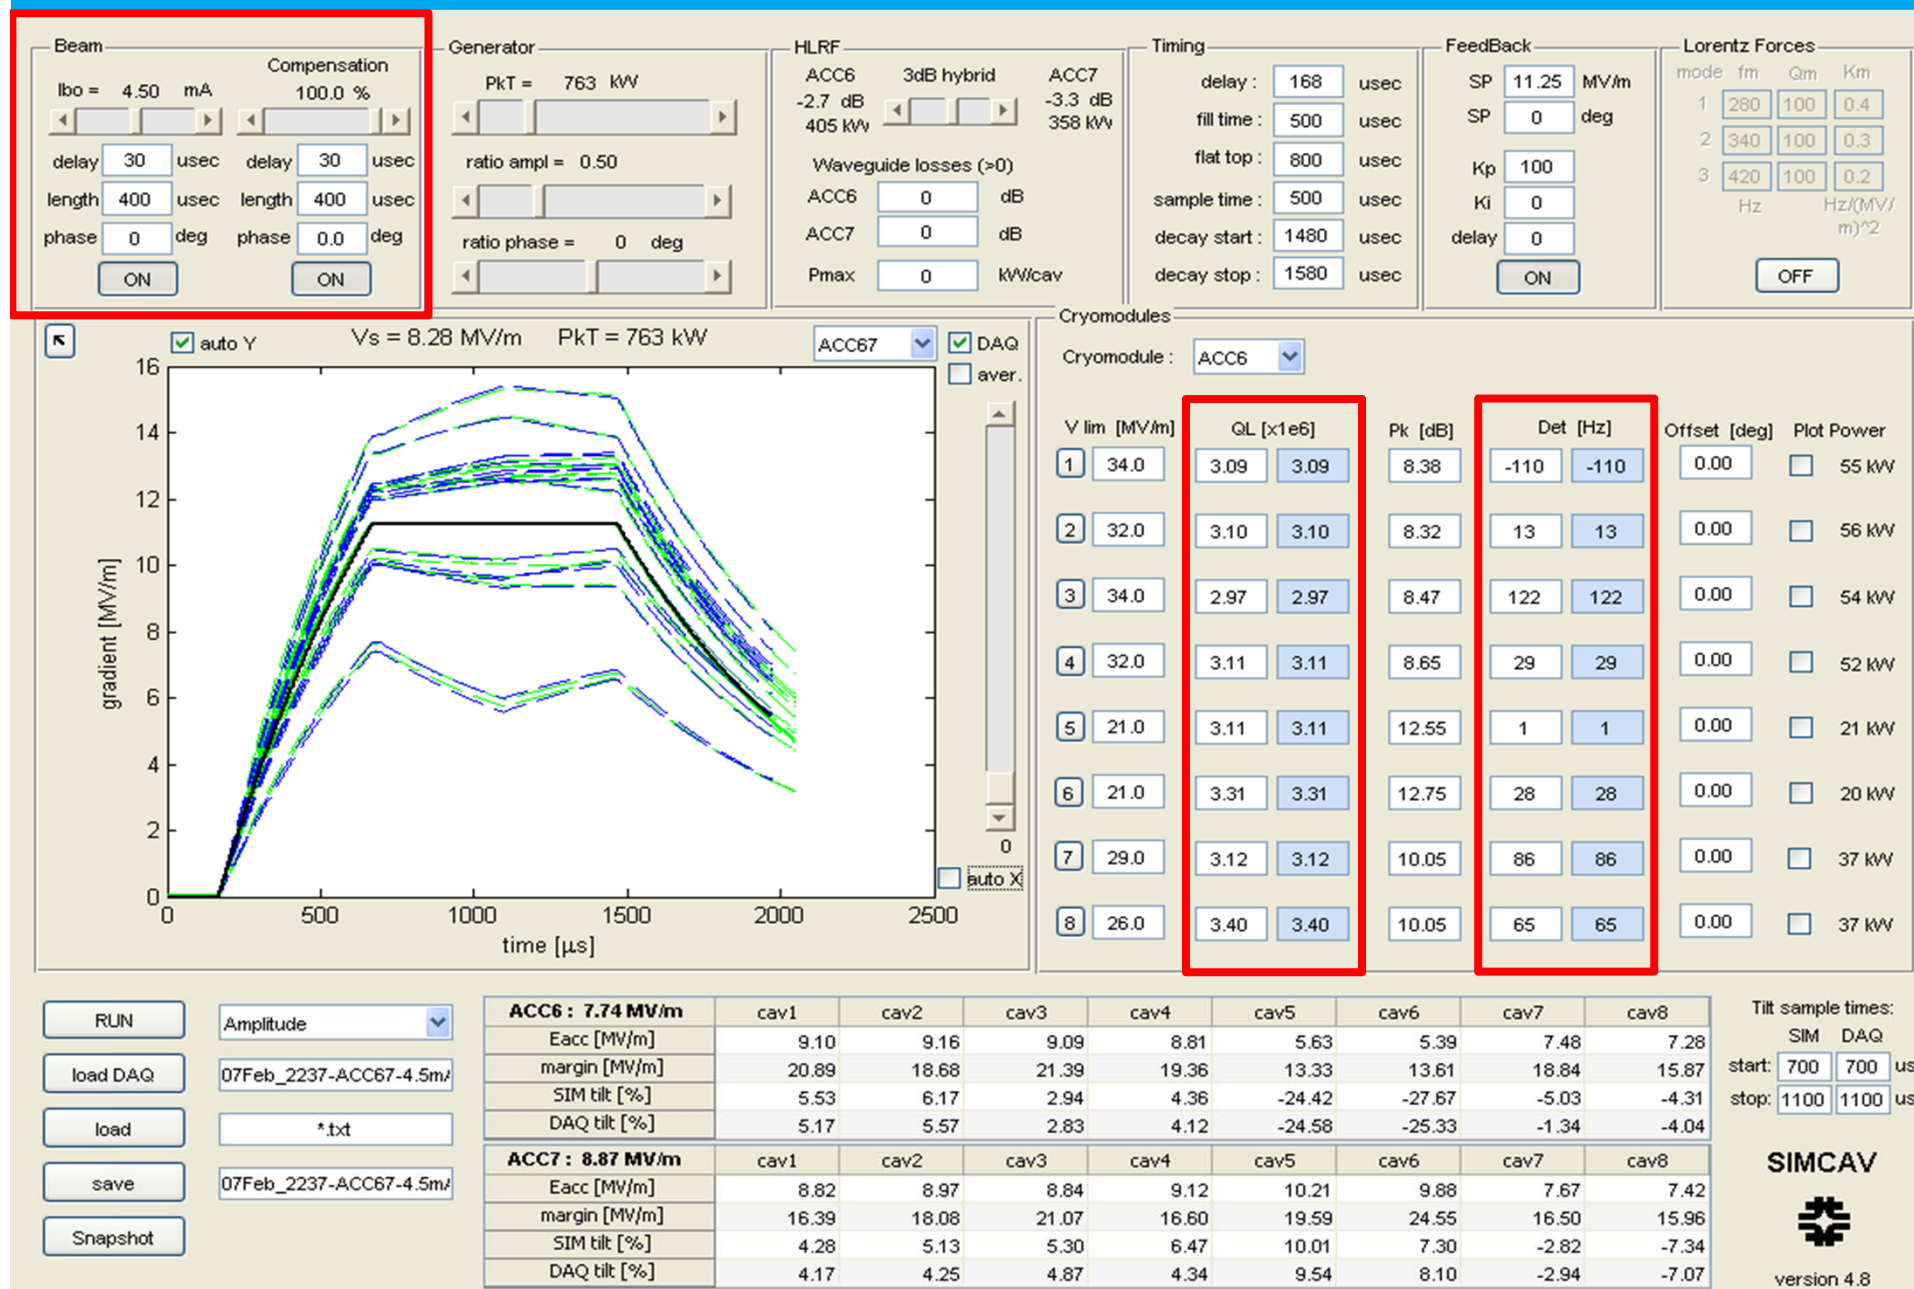 Beam
Ibo = 4.50 mA
Compensation
100.0 %
delay 30 usec delay 30 usec
length 400 usec length 400 usec
phase 0 deg phase 0.0 deg
ON ON
Generator
PkT = 763 kW
ratio ampl = 0.50
ratio phase = 0 deg
HLRF
ACC6 3dB hybrid ACC7
-2.7 dB -3.3 dB
405 kW 358 kW
Waveguide losses (>0)
ACC6 0 dB
ACC7 0 dB
Pmax 0 kW/cav
Timing
delay : 168 usec
fill time : 500 usec
flat top : 800 usec
sample time : 500 usec
decay start : 1480 usec
decay stop : 1580 usec
FeedBack
SP 11.25 MV/m
SP 0 deg
Kp 100
Ki 0
delay 0
ON
Lorentz Forces
mode fm Qm Km
1 280 100 0.4
2 340 100 0.3
3 420 100 0.2
Hz Hz/(MV/
m)^2
OFF
auto Y Vs = 8.28 MV/m PkT = 763 kW ACC67 DAQ
aver.
16
14
12
10
8
6
4
2
0
gradient [MV/m]
0 500 1000 1500 2000 2500
time [µs]
0
auto X
Cryomodules
Cryomodule : ACC6
V lim [MV/m] QL [x1e6] Pk [dB] Det [Hz] Offset [deg] Plot Power
1 34.0 3.09 3.09 8.38 -110 -110 0.00 55 kW
2 32.0 3.10 3.10 8.32 13 13 0.00 56 kW
3 34.0 2.97 2.97 8.47 122 122 0.00 54 kW
4 32.0 3.11 3.11 8.65 29 29 0.00 52 kW
5 21.0 3.11 3.11 12.55 1 1 0.00 21 kW
6 21.0 3.31 3.31 12.75 28 28 0.00 20 kW
7 29.0 3.12 3.12 10.05 86 86 0.00 37 kW
8 26.0 3.40 3.40 10.05 65 65 0.00 37 kW
RUN Amplitude
load DAQ 07Feb_2237-ACC67-4.5m
load *.txt
save 07Feb_2237-ACC67-4.5m
Snapshot
ACC6 : 7.74 MV/m cav1 cav2 cav3 cav4 cav5 cav6 cav7 cav8
Eacc [MV/m] 9.10 9.16 9.09 8.81 5.63 5.39 7.48 7.28
margin [MV/m] 20.89 18.68 21.39 19.36 13.33 13.61 18.84 15.87
SIM tilt [%] 5.53 6.17 2.94 4.36 -24.42 -27.67 -5.03 -4.31
DAQ tilt [%] 5.17 5.57 2.83 4.12 -24.58 -25.33 -1.34 -4.04
ACC7 : 8.87 MV/m cav1 cav2 cav3 cav4 cav5 cav6 cav7 cav8
Eacc [MV/m] 8.82 8.97 8.84 9.12 10.21 9.88 7.67 7.42
margin [MV/m] 16.39 18.08 21.07 16.60 19.59 24.55 16.50 15.96
SIM tilt [%] 4.28 5.13 5.30 6.47 10.01 7.30 -2.82 -7.34
DAQ tilt [%] 4.17 4.25 4.87 4.34 9.54 8.10 -2.94 -7.07
Tilt sample times:
SIM DAQ
start: 700 700 us
stop: 1100 1100 us
SIMCAV
version 4.8